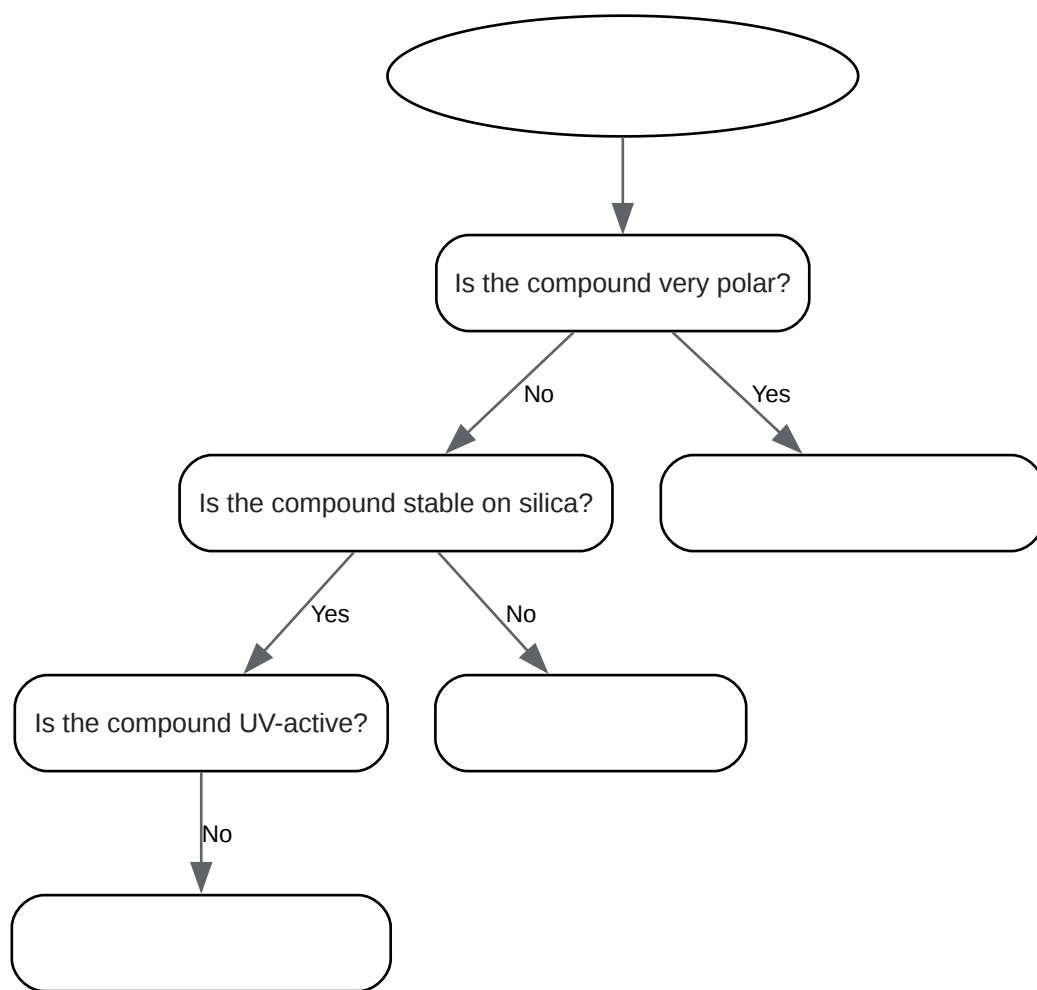 Is the compound very polar?
No
Yes
Is the compound stable on silica?
Yes
No
Is the compound UV-active?
No